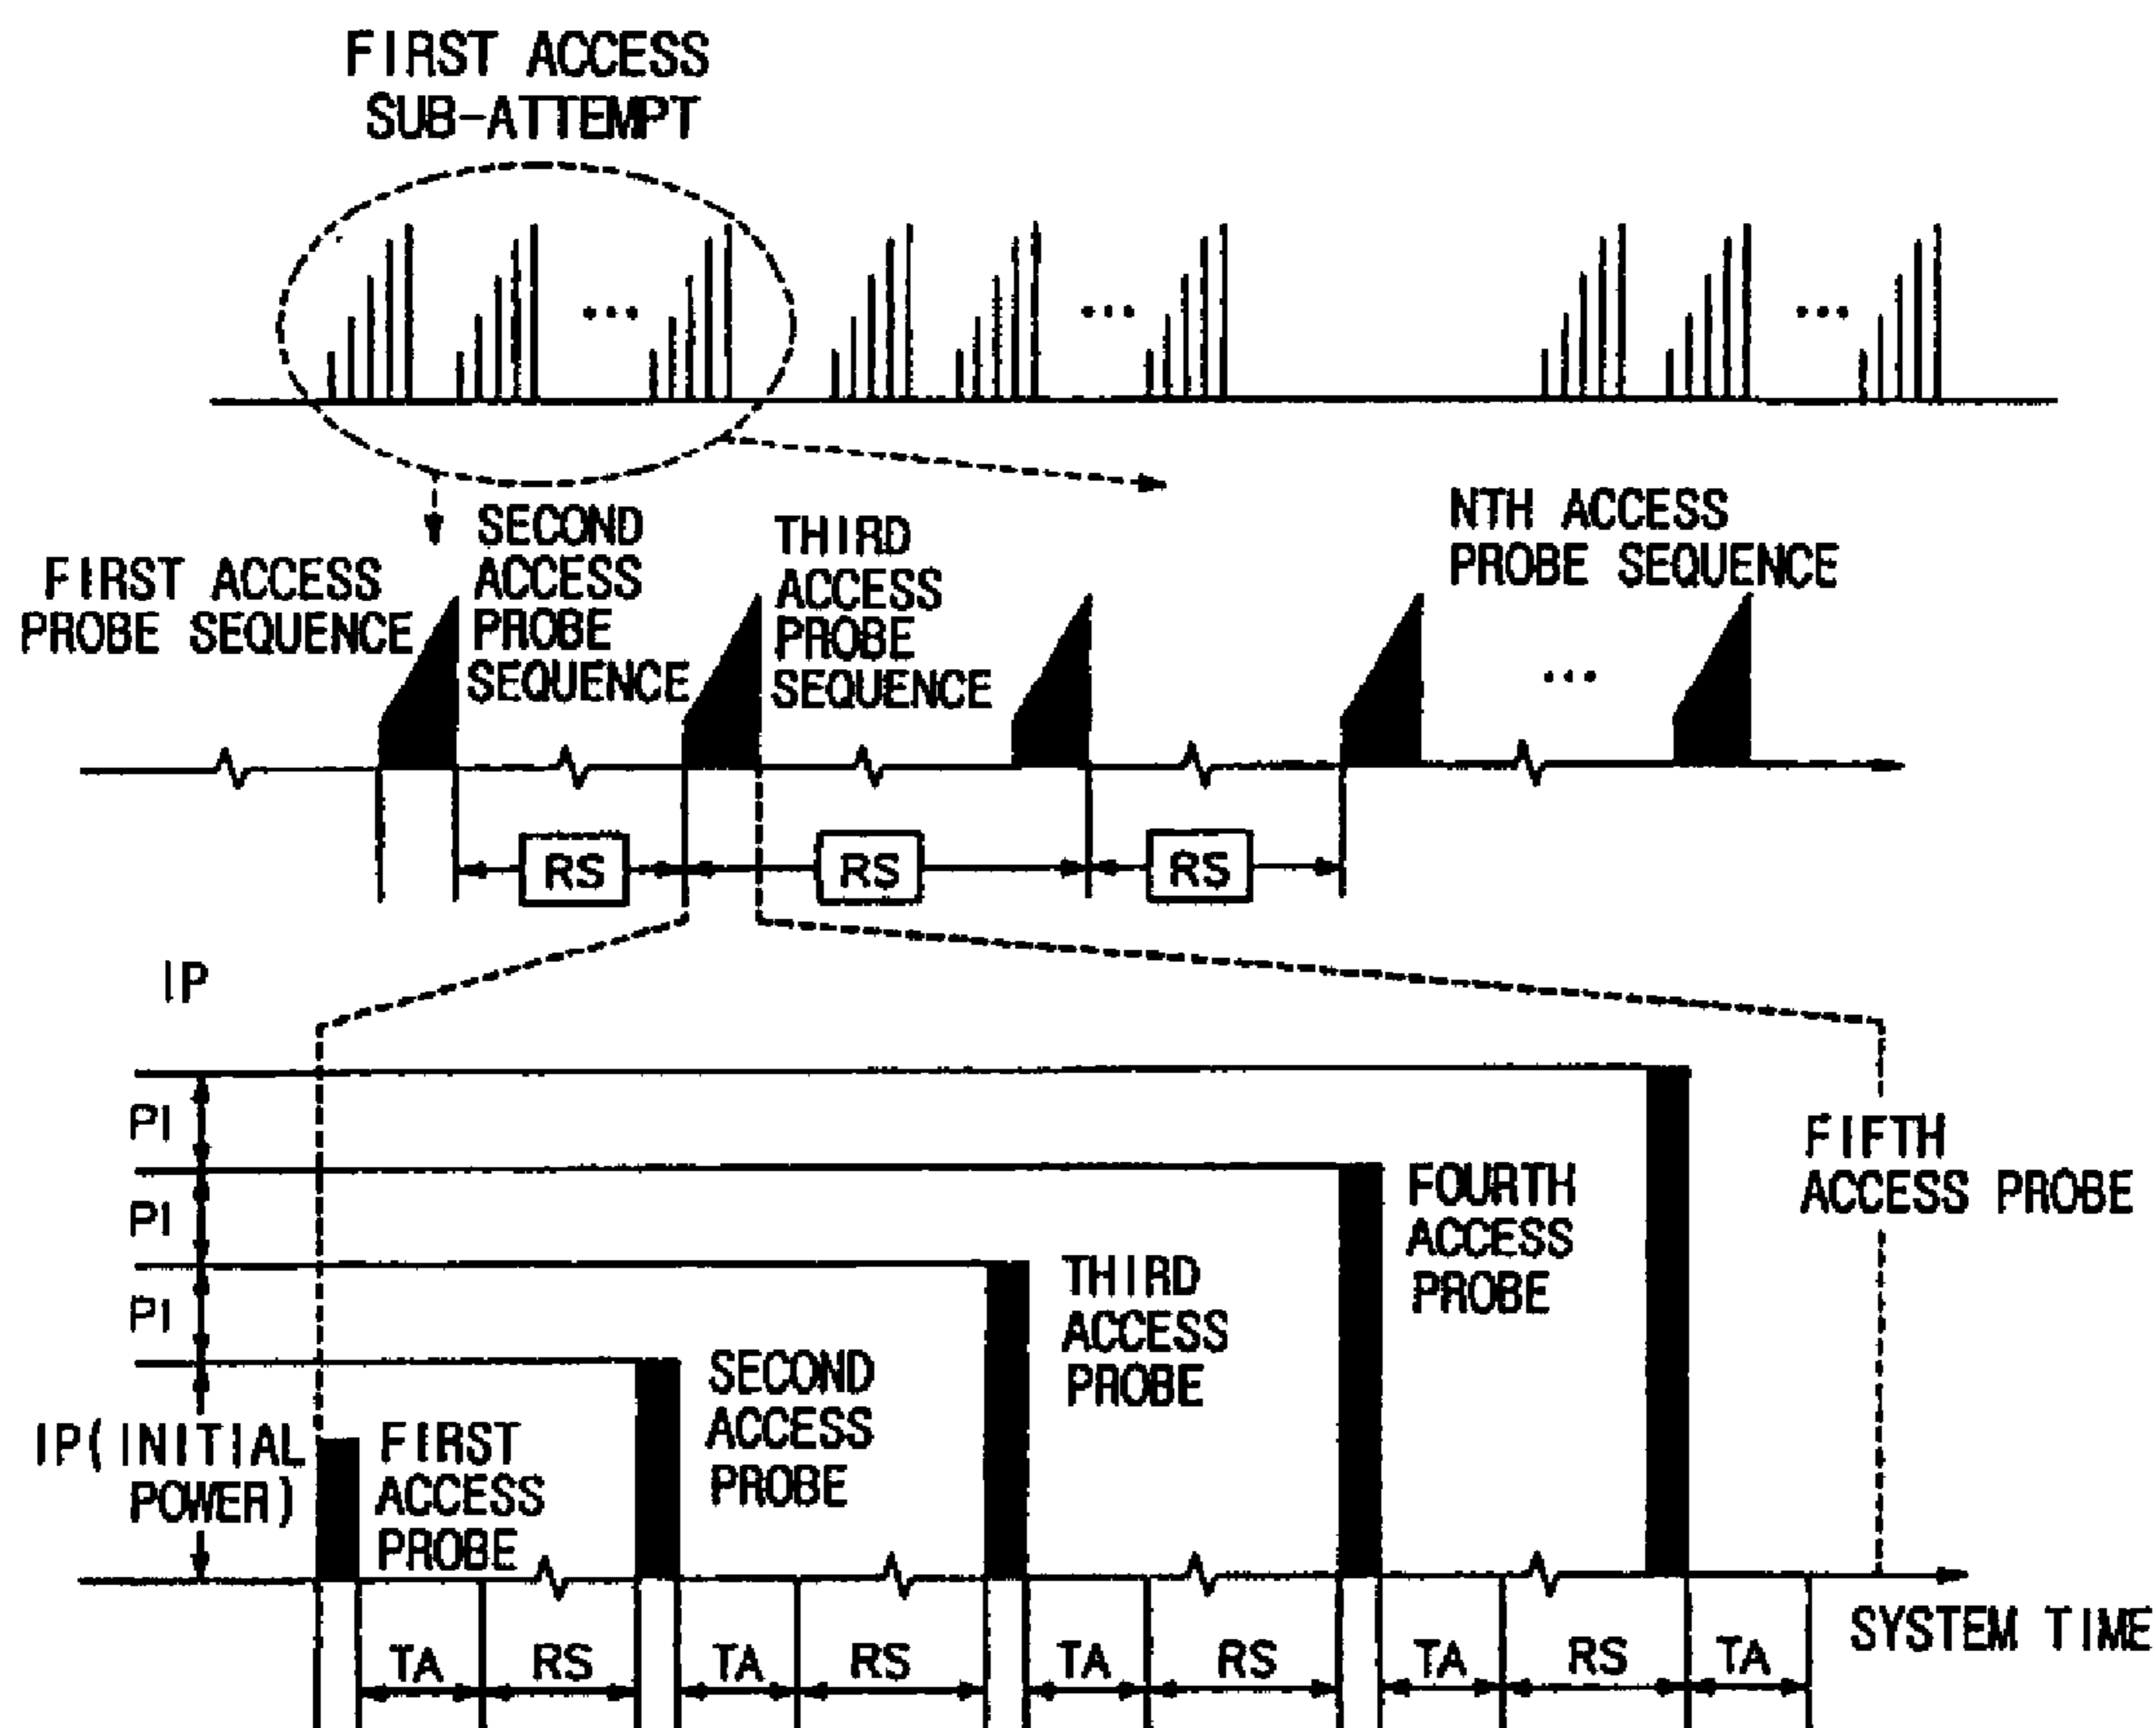 FIRST ACCESS
SUB-ATTEMPT
...
...
...
FIRST ACCESS
PROBE SEQUENCE
SECOND
ACCESS
PROBE
SEQUENCE
THIRD
ACCESS
PROBE
SEQUENCE
NTH ACCESS
PROBE SEQUENCE
...
RS
RS
RS
IP
PI
PI
PI
IP(INITIAL
POWER)
FIRST
ACCESS
PROBE
SECOND
ACCESS
PROBE
THIRD
ACCESS
PROBE
FOURTH
ACCESS
PROBE
FIFTH
ACCESS PROBE
SYSTEM TIME
TA
RS
TA
RS
TA
RS
TA
RS
TA